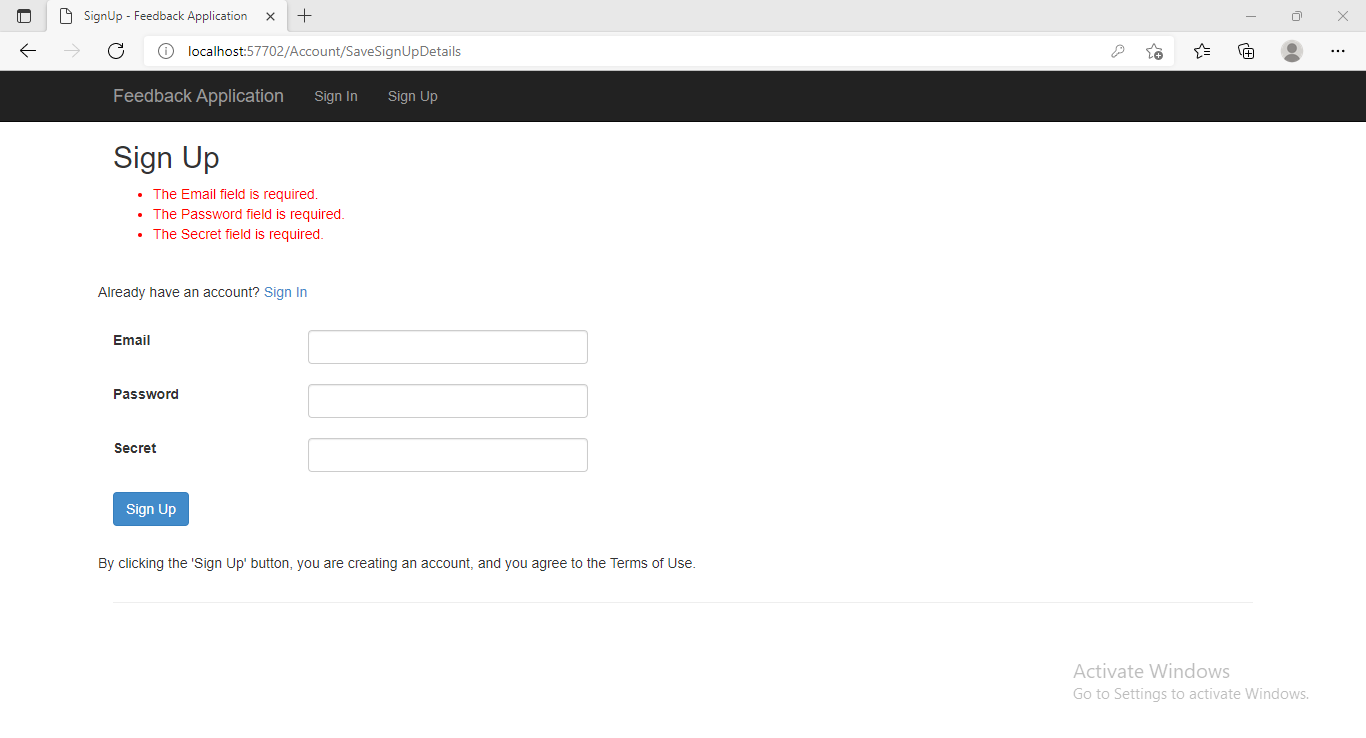 SignUp - Feedback Application
localhost:57702/Account/SaveSignUpDetails
Feedback Application Sign In Sign Up
Sign Up
The Email field is required.
The Password field is required.
The Secret field is required.
Already have an account? Sign In
Email
Password
Secret
Sign Up
By clicking the 'Sign Up' button, you are creating an account, and you agree to the Terms of Use.
Activate Windows
Go to Settings to activate Windows.